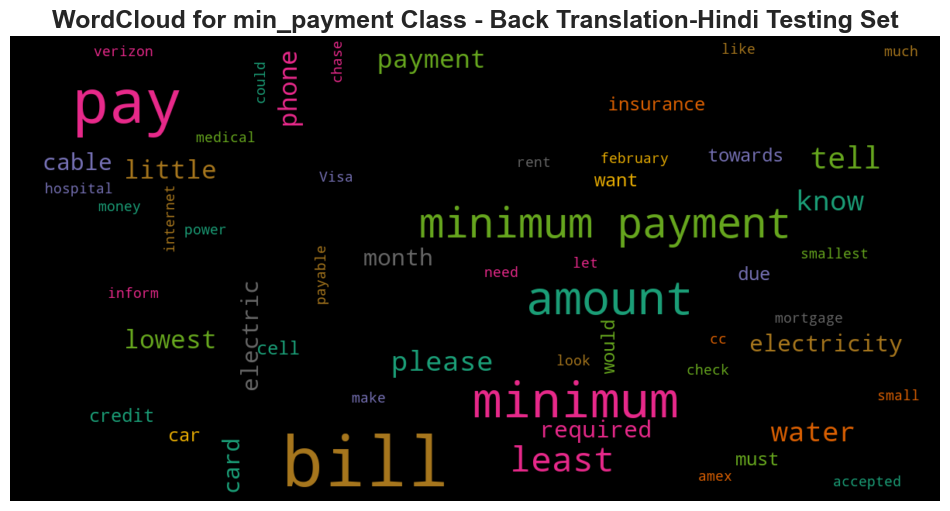 WordCloud for min_payment Class - Back Translation-Hindi Testing Set
verizon
could
phone
chase
payment
like
much
pay
insurance
medical
cable
little
february
towards
tell
rent
hospital
Visa
want
know
money
internet
power
minimum payment
month
smallest
let
need
due
payable
inform
electric
amount
mortgage
lowest
cell
would
cc
electricity
please
look
check
make
minimum
small
credit
car
required
water
card
bill
least
must
amex
accepted